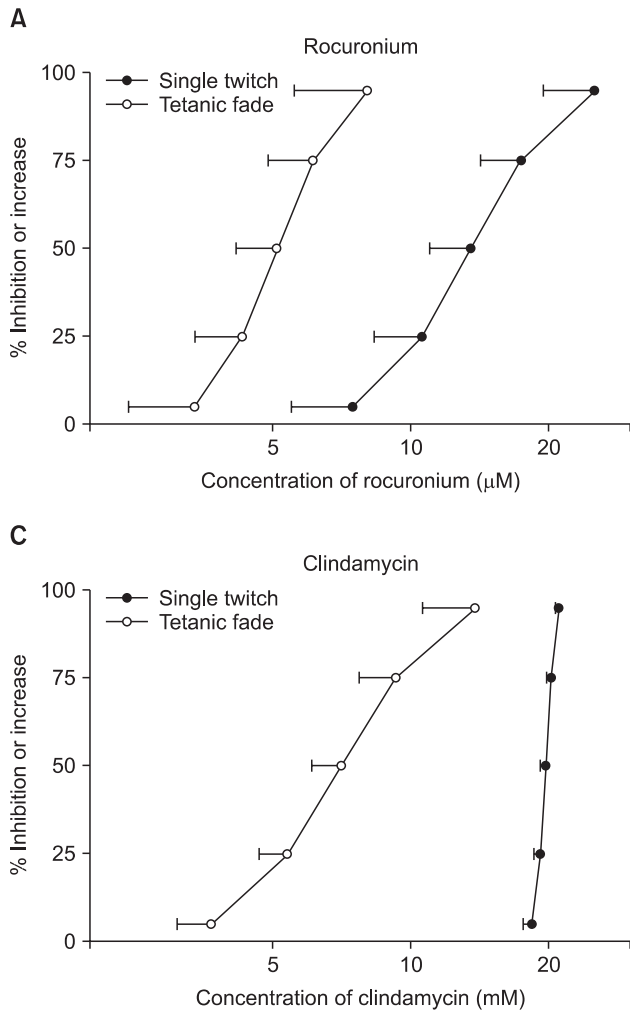 A
Rocuronium
100
75
50
25
0
% Inhibition or increase
Single twitch
Tetanic fade
5 10 20
Concentration of rocuronium (μM)
C
Clindamycin
100
75
50
25
0
% Inhibition or increase
Single twitch
Tetanic fade
5 10 20
Concentration of clindamycin (mM)